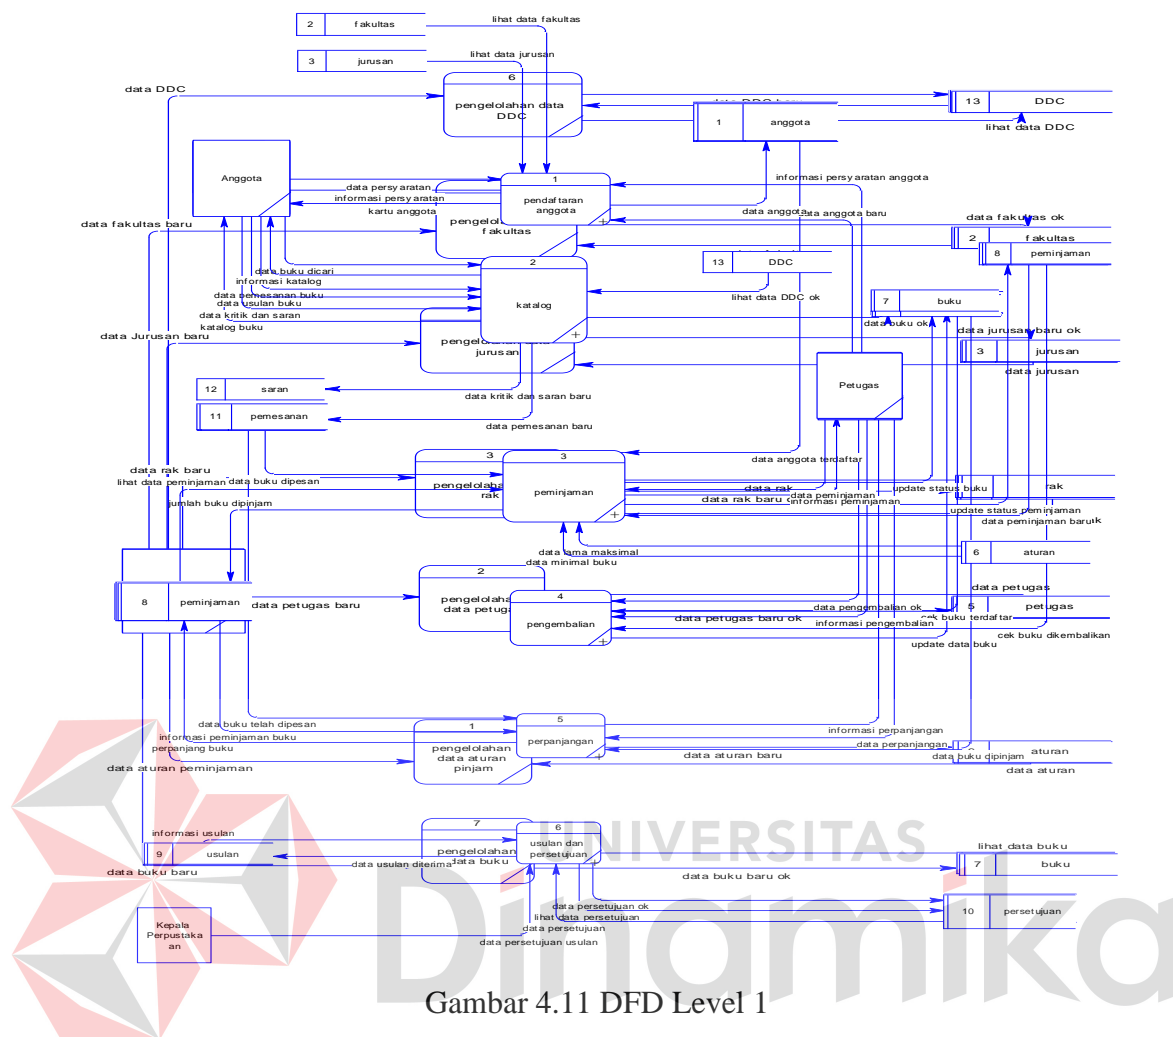 2 fakultas
lihat data fakultas
3 jurusan
lihat data jurusan
6
pengelolahan data
DDC
data DDC
13 DDC
lihat data DDC
1 anggota
Anggota
1
pendaftaran
anggota
data persyaratan
informasi persyaratan
kartu anggota
informasi persyaratan anggota
data anggota
data anggota baru
data fakultas baru
fakultas
data fakultas ok
2 fakultas
8 peminjaman
13 DDC
lihat data DDC ok
2
katalog
data buku dicari
informasi katalog
data pemesanan buku
data usulan buku
data kritik dan saran
katalog buku
7 buku
data buku ok
data Jurusan baru
jurusan
data jurusan baru ok
3 jurusan
data jurusan
Petugas
12 saran
data kritik dan saran baru
11 pemesanan
data pemesanan baru
data anggota terdaftar
3
rak
3
peminjaman
data rak baru
lihat data peminjaman
data buku dipesan
jumlah buku dipinjam
data rak
data rak baru
data peminjaman
informasi peminjaman
update status buku
rak
update status peminjaman
data peminjaman baru
data lama maksimal
data minimal buku
6 aturan
8 peminjaman
data petugas baru
2
pengelolahan
data petugas
4
pengembalian
data petugas
5 petugas
data pengembalian ok
data petugas baru ok
cek buku terdaftar
informasi pengembalian
cek buku dikembalikan
update data buku
data buku telah dipesan
informasi peminjaman buku
perpanjang buku
1
pengelolahan
data aturan
pinjam
5
perpanjangan
informasi perpanjangan
data perpanjangan
data aturan baru
aturan
data buku dipinjam
data aturan
data aturan peminjaman
informasi usulan
9 usulan
data buku baru
data usulan diterima
7
pengelolahan
data buku
6
usulan dan
persetujuan
UNIVERSITAS
Dinamika
lihat data buku
7 buku
data buku baru ok
data persetujuan ok
lihat data persetujuan
data persetujuan
data persetujuan usulan
10 persetujuan
Kepala
Perpustaka
an
Gambar 4.11 DFD Level 1